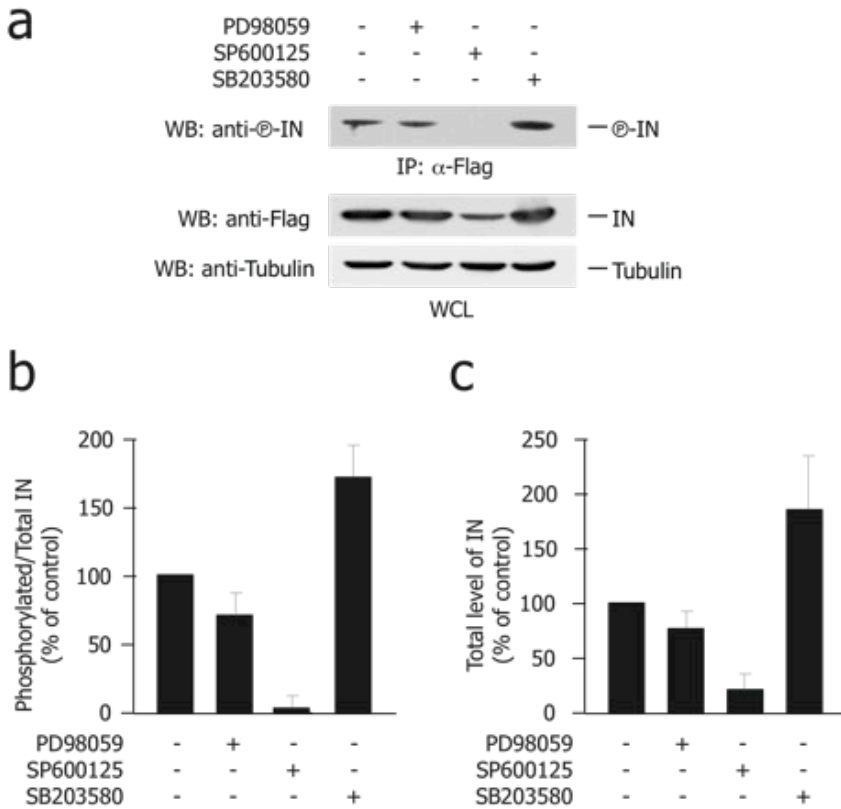 a
PD98059 - + - -
SP600125 - - + -
SB203580 - - - +
WB: anti-Ⓟ-IN — Ⓟ-IN
IP: α-Flag
WB: anti-Flag — IN
WB: anti-Tubulin — Tubulin
WCL
b
Phosphorylated/Total IN
(% of control)
200
150
100
50
0
PD98059 - + - -
SP600125 - - + -
SB203580 - - - +
c
Total level of IN
(% of control)
250
200
150
100
50
0
PD98059 - + - -
SP600125 - - + -
SB203580 - - - +